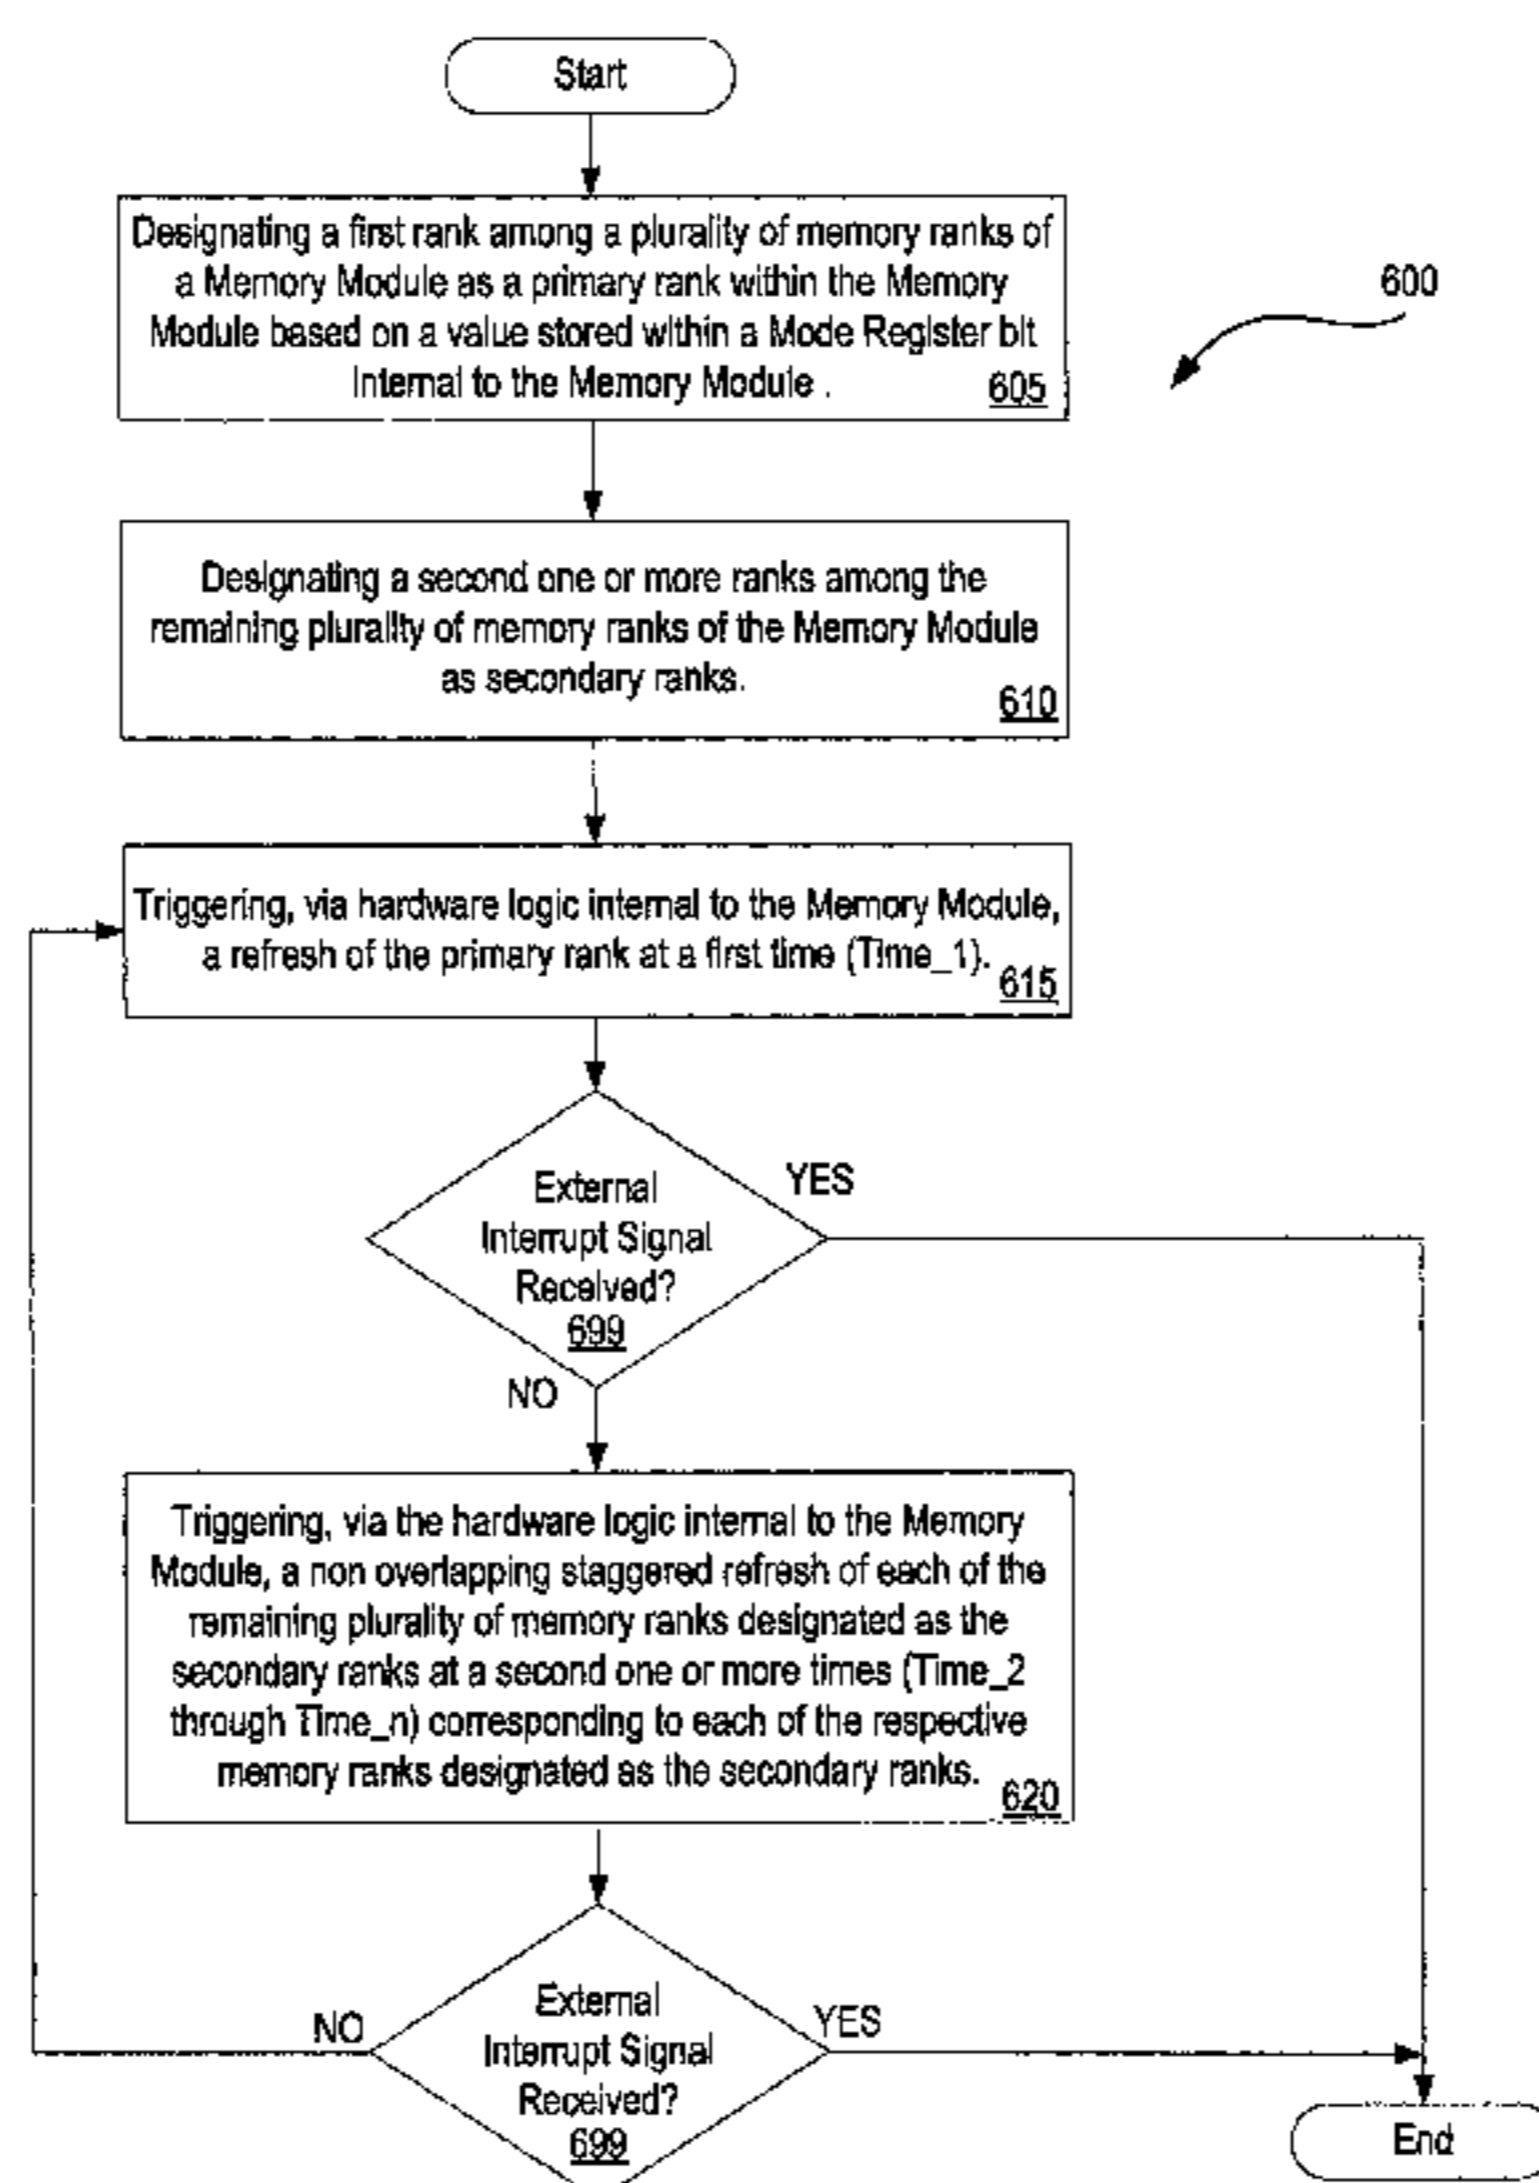 Start
Designating a first rank among a plurality of memory ranks of
a Memory Module as a primary rank within the Memory
Module based on a value stored within a Mode Register bit
Internal to the Memory Module .
605
600
Designating a second one or more ranks among the
remaining plurality of memory ranks of the Memory Module
as secondary ranks.
610
Triggering, via hardware logic internal to the Memory Module,
a refresh of the primary rank at a first time (Time_1).
615
External
Interrupt Signal
Received?
699
YES
NO
Triggering, via the hardware logic internal to the Memory
Module, a non overlapping staggered refresh of each of the
remaining plurality of memory ranks designated as the
secondary ranks at a second one or more times (Time_2
through Time_n) corresponding to each of the respective
memory ranks designated as the secondary ranks.
620
External
Interrupt Signal
Received?
699
NO
YES
End